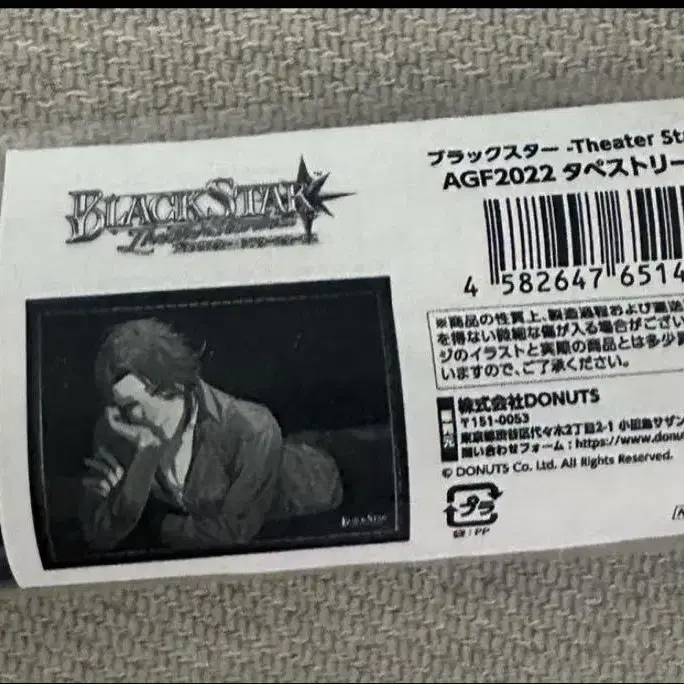 BLACKSTAR
ブラックスター -Theater
AGF2022 タペストリー
4 582647 6514
※商品の性質上、製造過程および
を得ない微細な傷が入る場合がござい
ジのイラストと実際の商品とは多少
いますので、ご了承ください。
株式会社DONUTS
〒151-0053
東京都渋谷区代々木2丁目2-1 小田急サザン
問い合わせフォーム：https://www.donu
© DONUTS Co. Ltd. All Rights Reserved.
プラ
袋：PP
BLACKSTAR